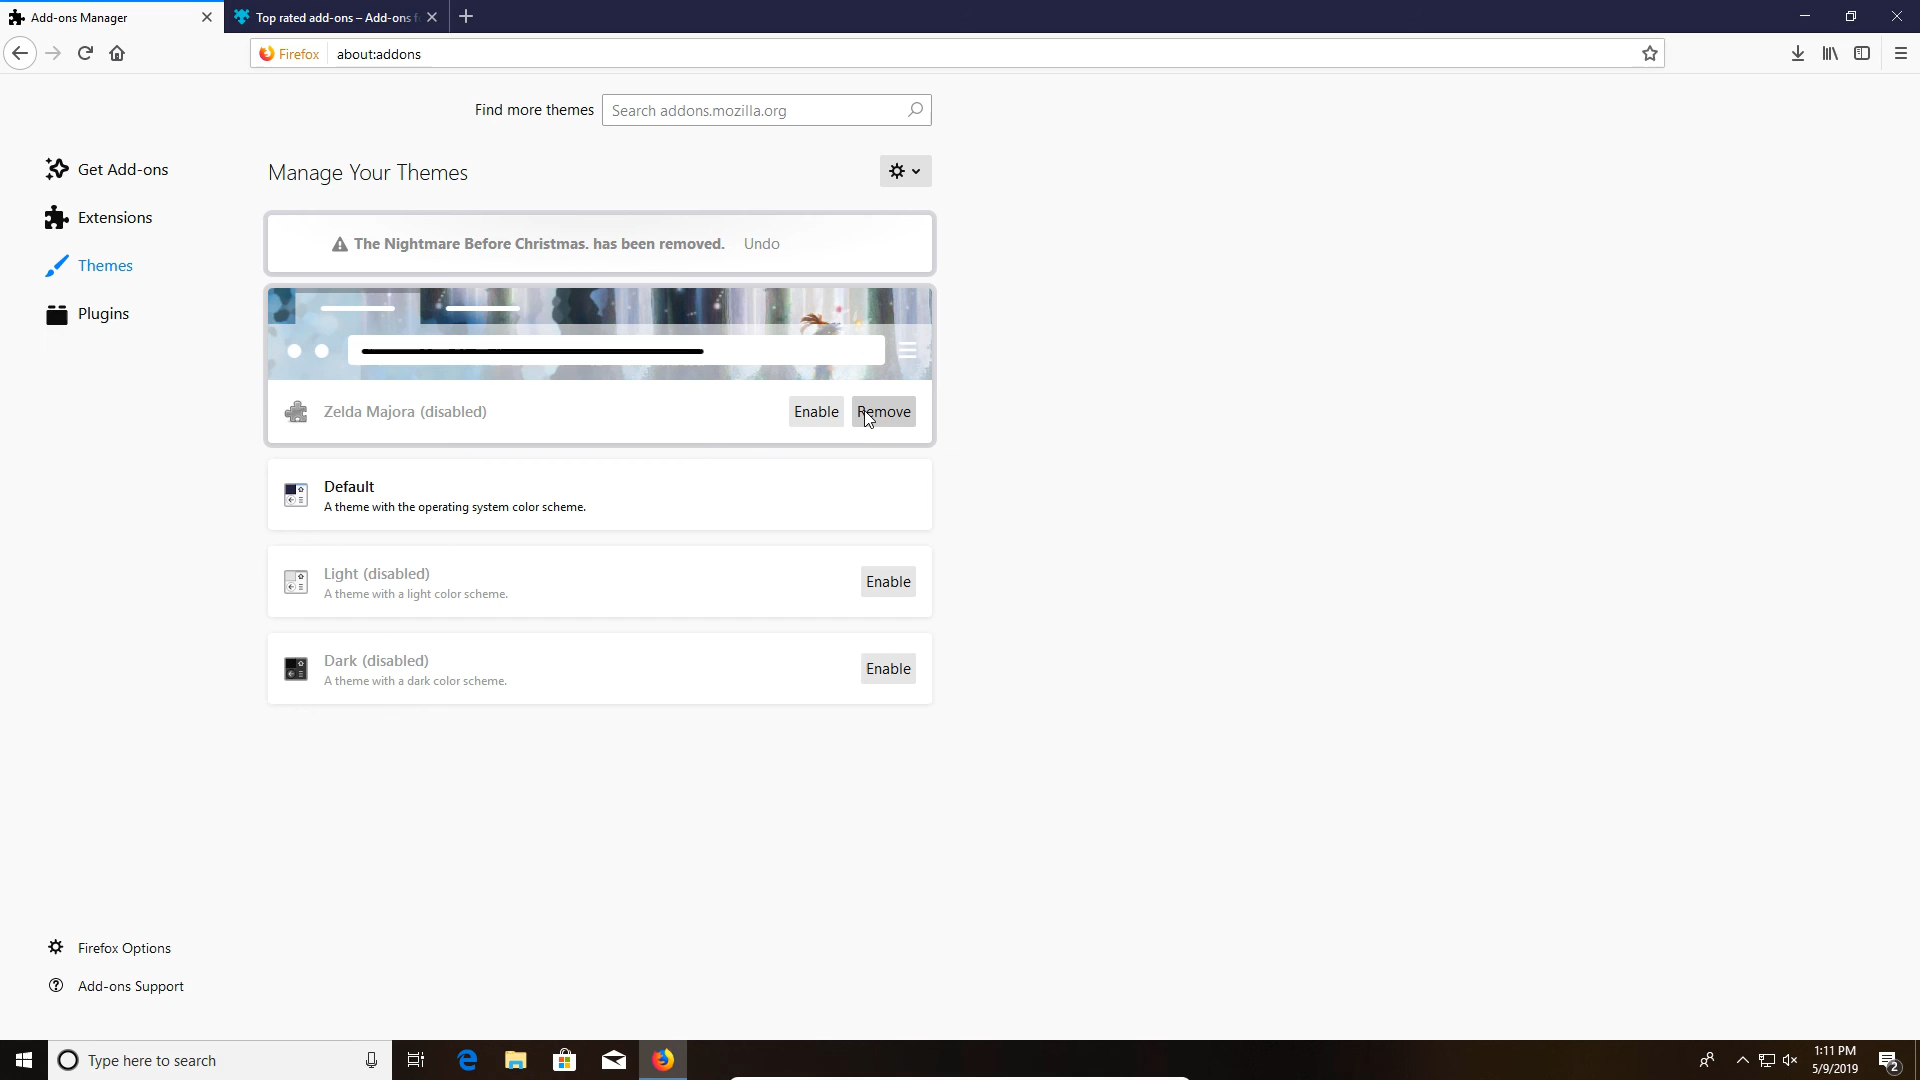 Add-ons Manager
Top rated add-ons – Add-ons f
Firefox
about:addons
Find more themes
Search addons.mozilla.org
Get Add-ons
Extensions
Themes
Plugins
Manage Your Themes
The Nightmare Before Christmas. has been removed. Undo
Zelda Majora (disabled)
Enable
Remove
Default
A theme with the operating system color scheme.
Light (disabled)
A theme with a light color scheme.
Enable
Dark (disabled)
A theme with a dark color scheme.
Enable
Firefox Options
Add-ons Support
Type here to search
1:11 PM
5/9/2019
2